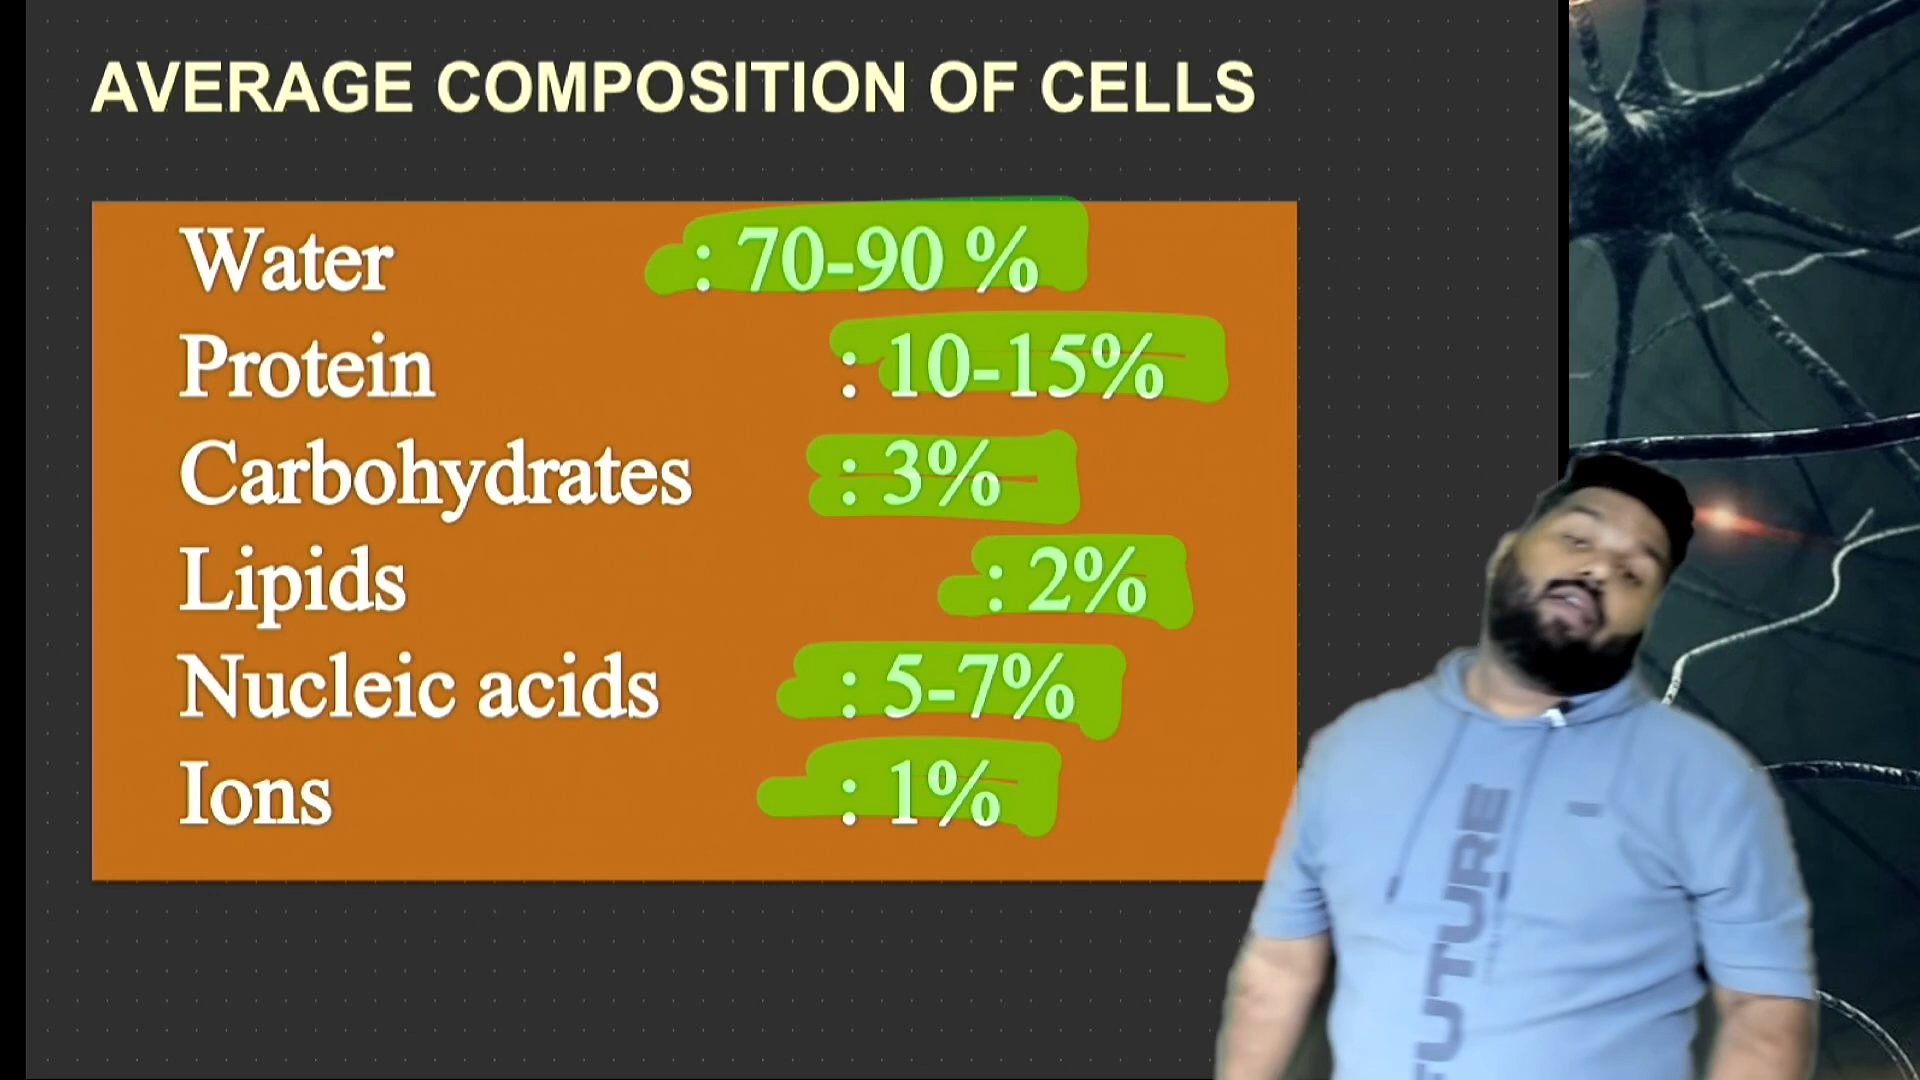 AVERAGE COMPOSITION OF CELLS
Water : 70-90 %
Protein : 10-15%
Carbohydrates : 3%
Lipids : 2%
Nucleic acids : 5-7%
Ions : 1%
FUTURE